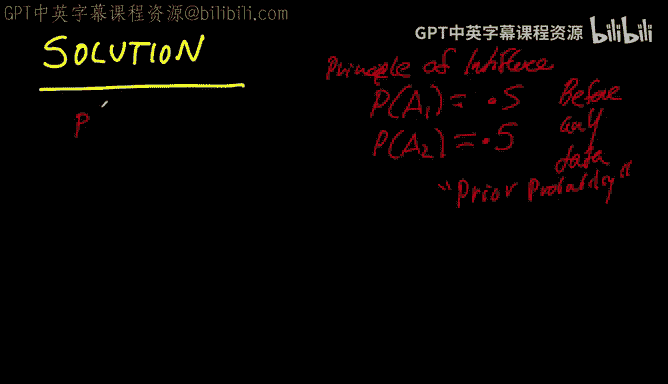 GPT中英字幕课程资源@bilibili.com
GPT中英字幕课程资源 bilibili
SOLUTION
Principle of
P(A₁) = .5 Before
P(A₂) = .5 any
data
"Prior Probability"
P